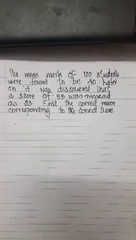 The mean mark of 100 students
were found to be 40 later
on it was discovered that
a score of 53 was misread
as 83. Find the correct mean
corresponding to the correct score